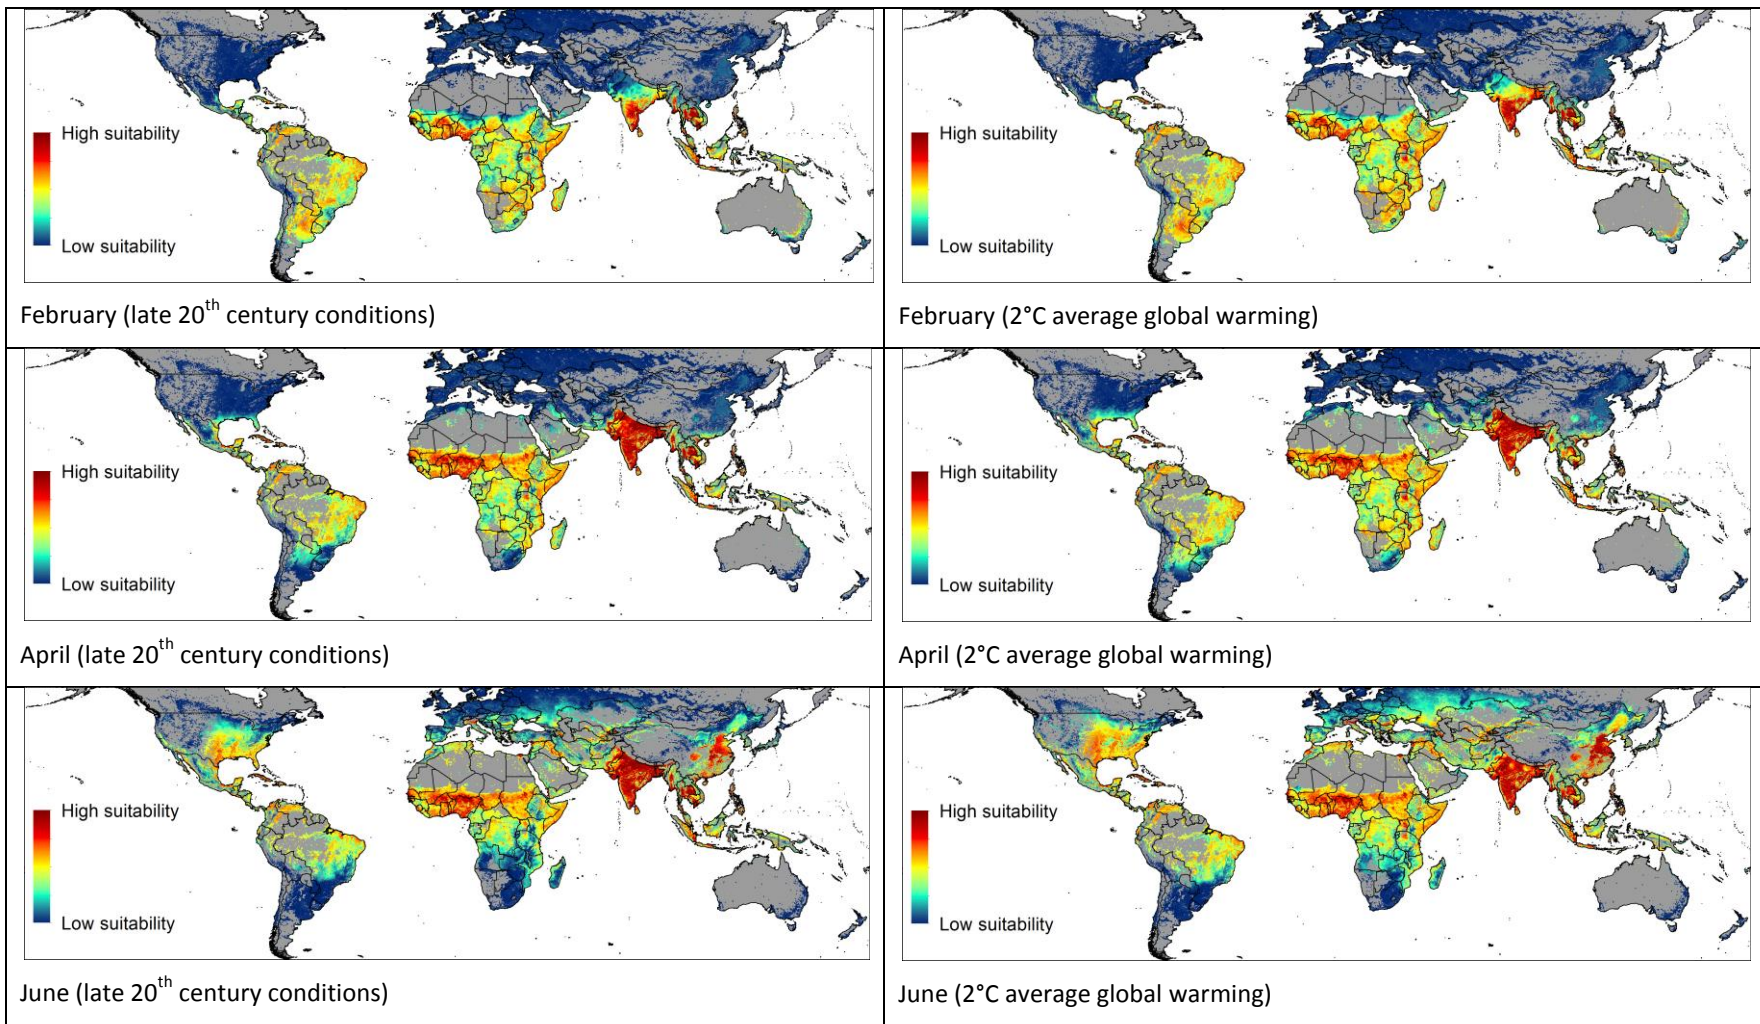 High suitability
Low suitability
February (late 20th century conditions)
High suitability
Low suitability
February (2°C average global warming)
High suitability
Low suitability
April (late 20th century conditions)
High suitability
Low suitability
April (2°C average global warming)
High suitability
Low suitability
June (late 20th century conditions)
High suitability
Low suitability
June (2°C average global warming)